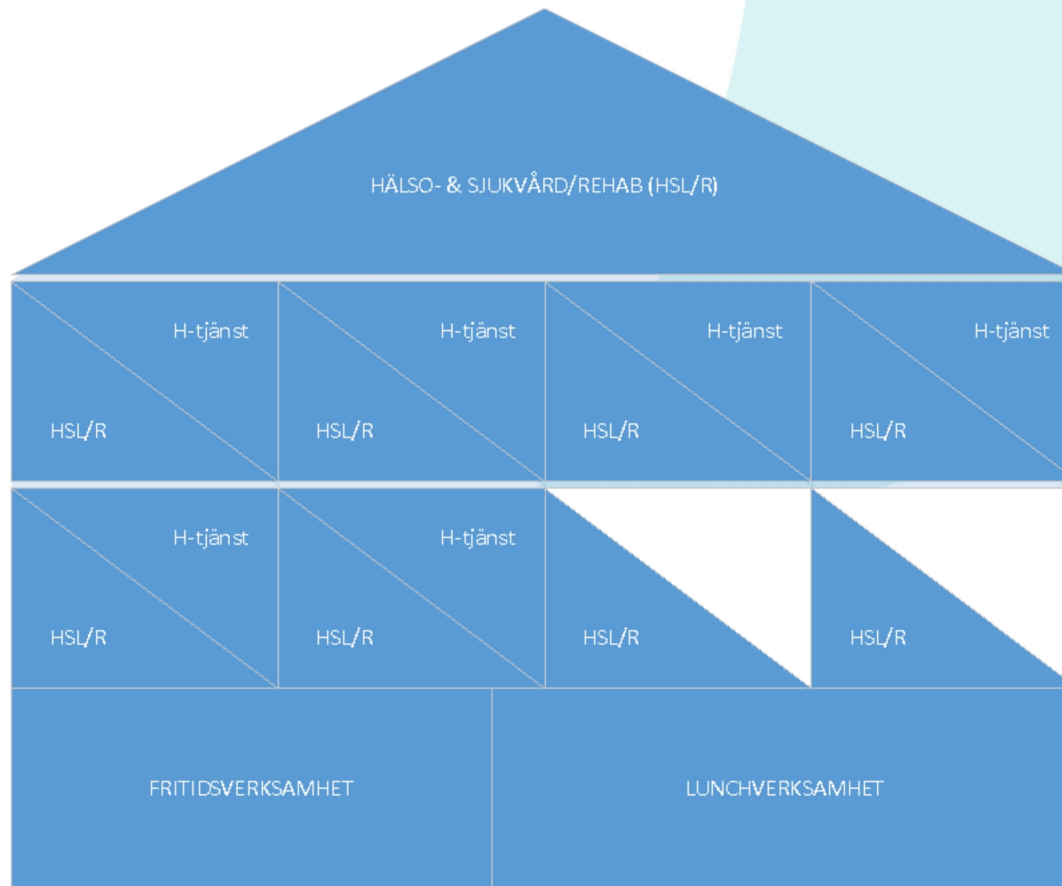 HÄLSO- & SJUKVÅRD/REHAB (HSL/R)
H-tjänst
H-tjänst
H-tjänst
H-tjänst
HSL/R
HSL/R
HSL/R
HSL/R
H-tjänst
H-tjänst
HSL/R
HSL/R
HSL/R
HSL/R
FRITIDSVERKSAMHET
LUNCHVERKSAMHET